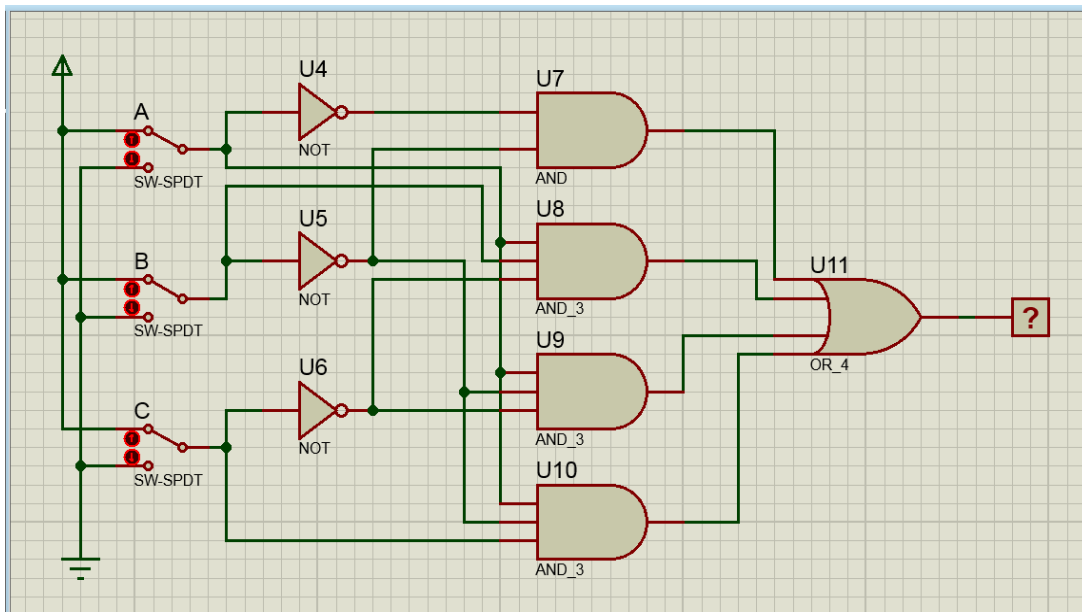 U4
NOT
A
SW-SPDT
U7
AND
U5
NOT
B
SW-SPDT
U8
AND_3
U11
OR_4
?
U6
NOT
C
SW-SPDT
U9
AND_3
U10
AND_3